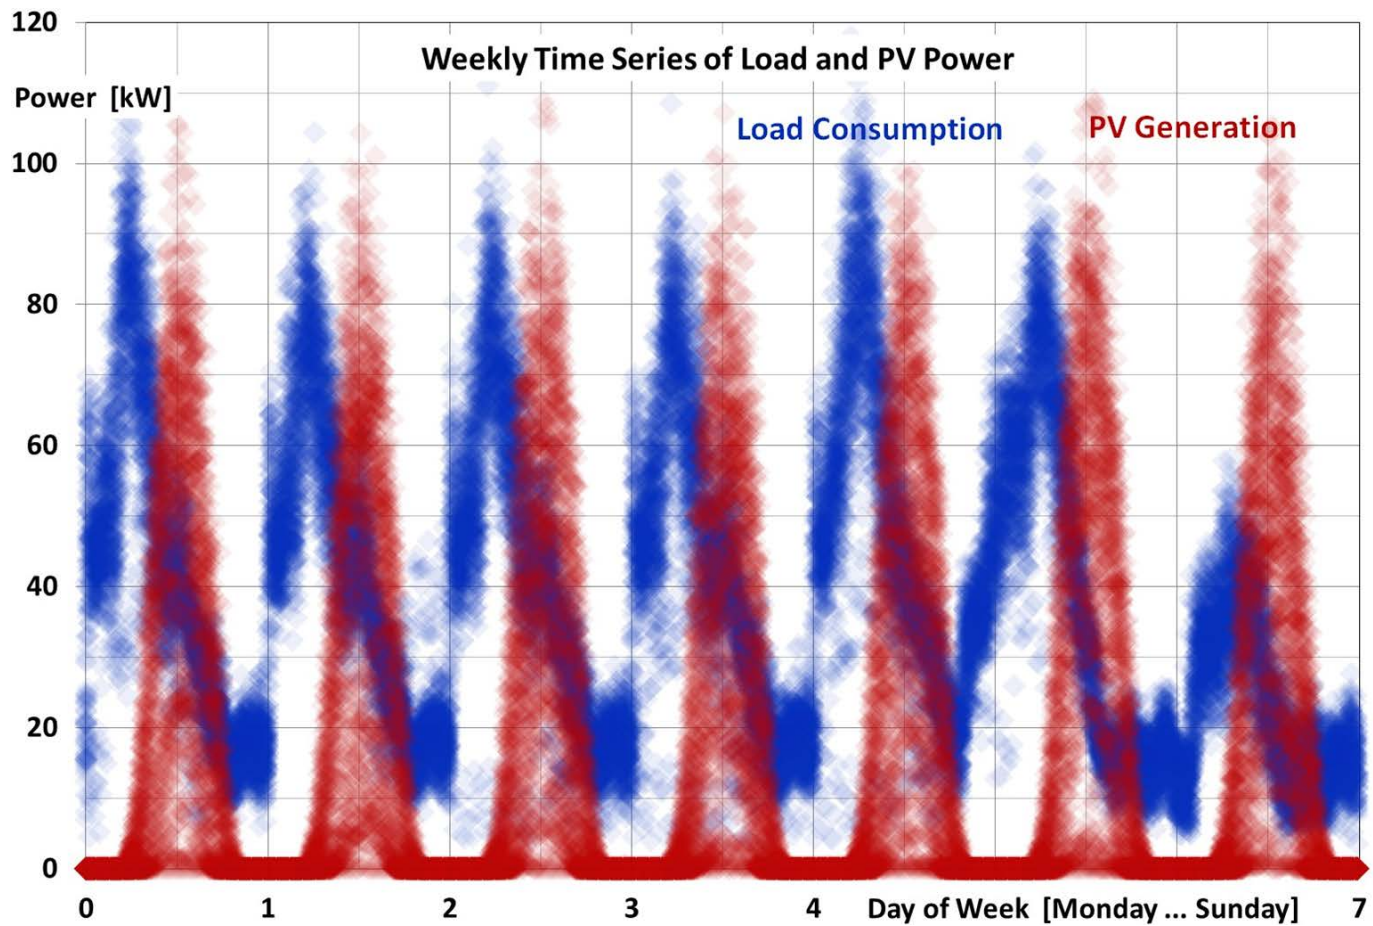 120
Weekly Time Series of Load and PV Power
Power [kW]
Load Consumption
PV Generation
100
80
60
40
20
0
0 1 2 3 4 Day of Week [Monday ... Sunday] 7